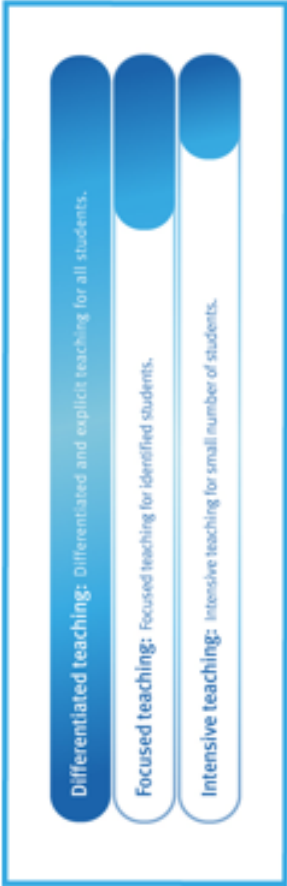 Differentiated teaching: Differentiated and explicit teaching for all students.
Focused teaching: Focused teaching for identified students.
Intensive teaching: Intensive teaching for small number of students.